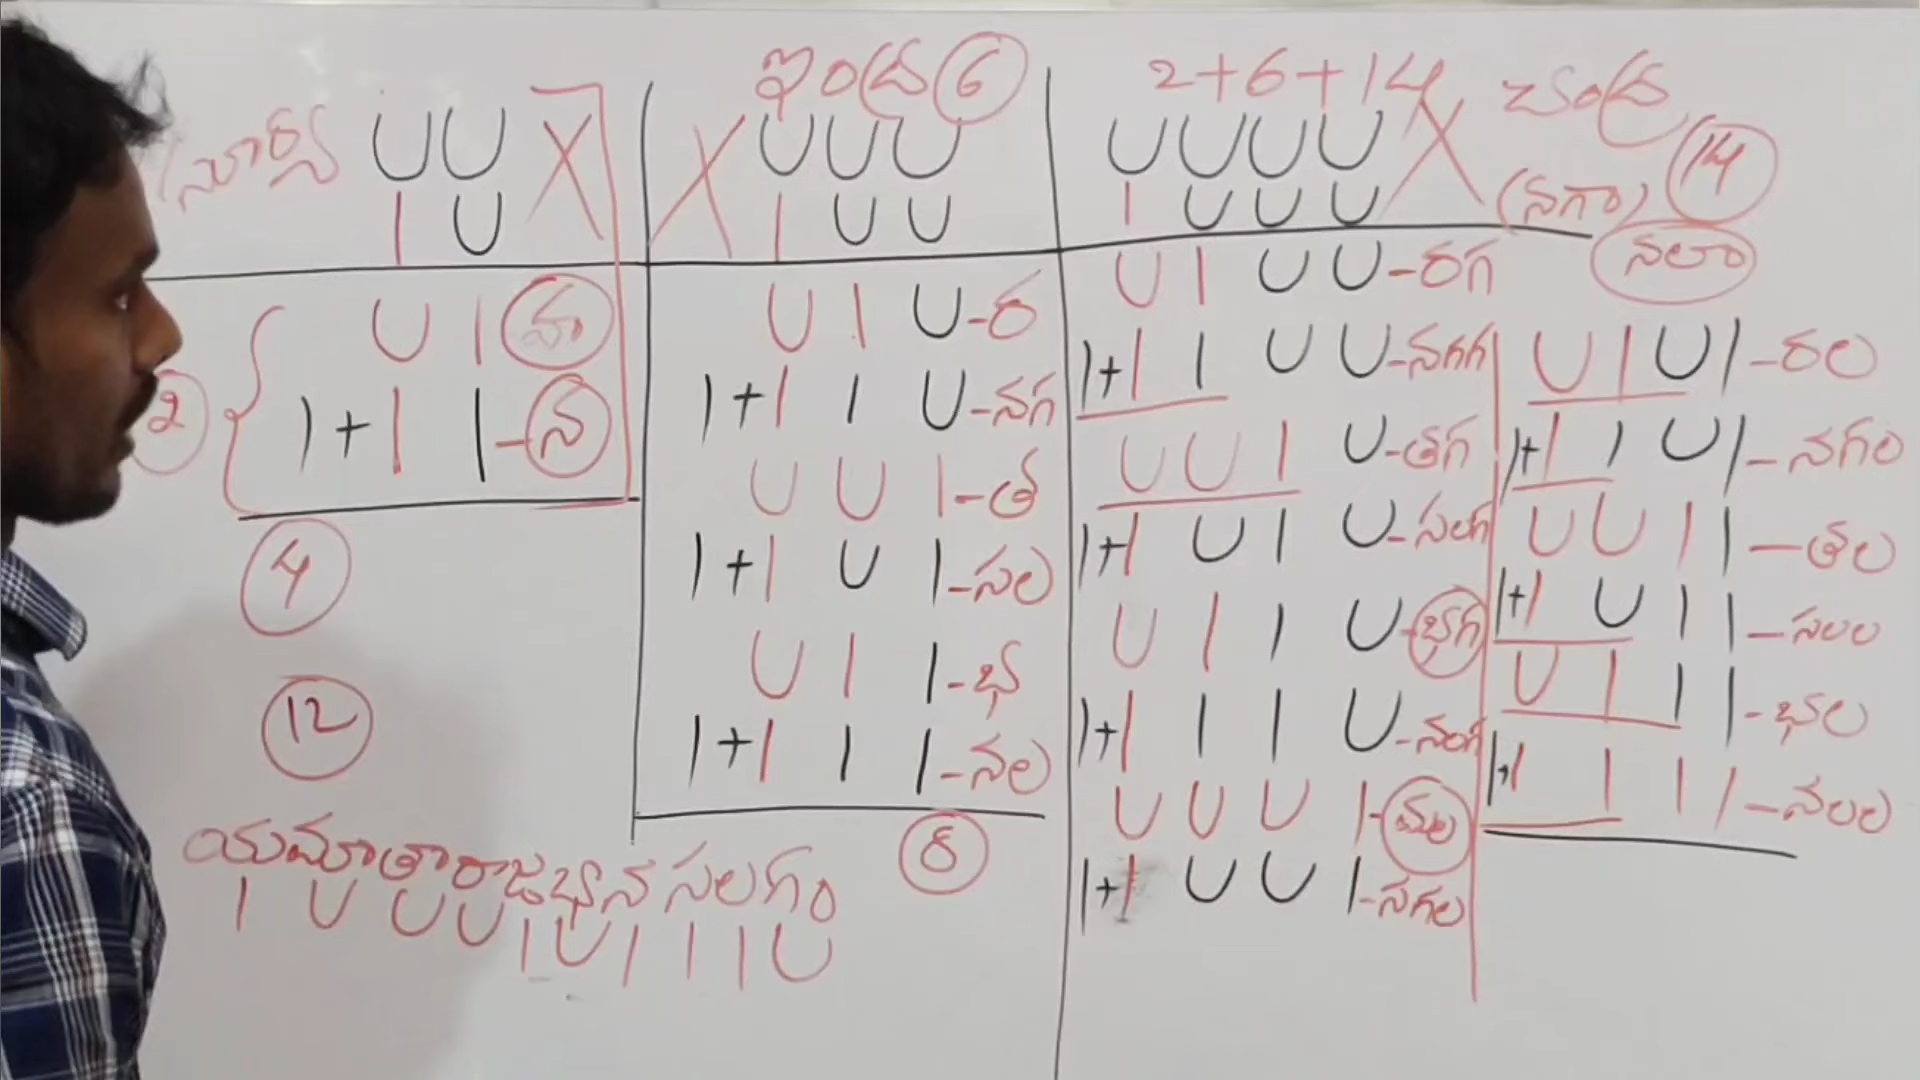 సూర్య U U X
I U
U I హ
2 { I + I I - న
4
12
ఇంద్ర 6
X U U U
I U U
U I U - ర
I + I I U - నగ
U U I - త
I + I U I - సల
U I I - భ
I + I I I - నల
8
2 + 6 + 14 చంద్ర 14
U U U U X
I U U U (నగా)
నలా
U I U U - రగ
I + I I U U - నగగ
U U I U - తగ
I + I U I U - సలగ
U I I U - భగ
I + I I I U - నలగ
U U U I - మల
I + I U U I - నగల
U I U I - రల
I + I I U I - నగల
U U I I - తల
I + I U I I - సలల
U I I I - భల
I + I I I I - నలల
యమాతారాజభానసలగం
I U U U I U I I I U